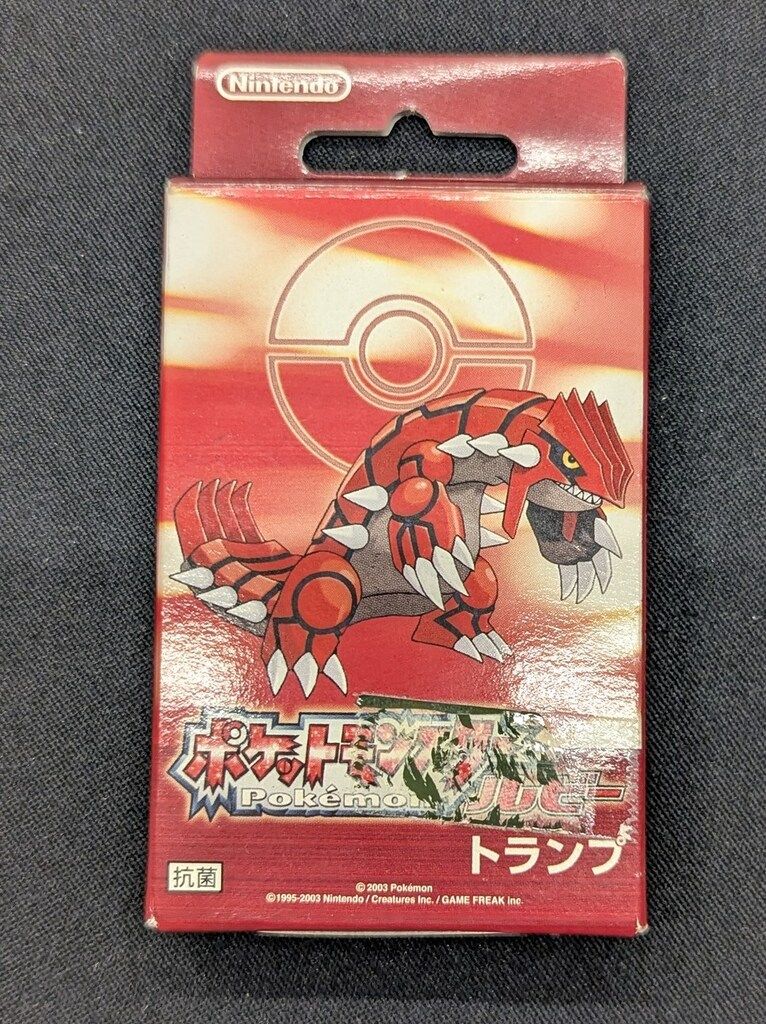 Nintendo
ポケットモンスター
Pokémon
ルビー
トランプ
抗菌
© 2003 Pokémon
©1995-2003 Nintendo / Creatures Inc. / GAME FREAK inc.